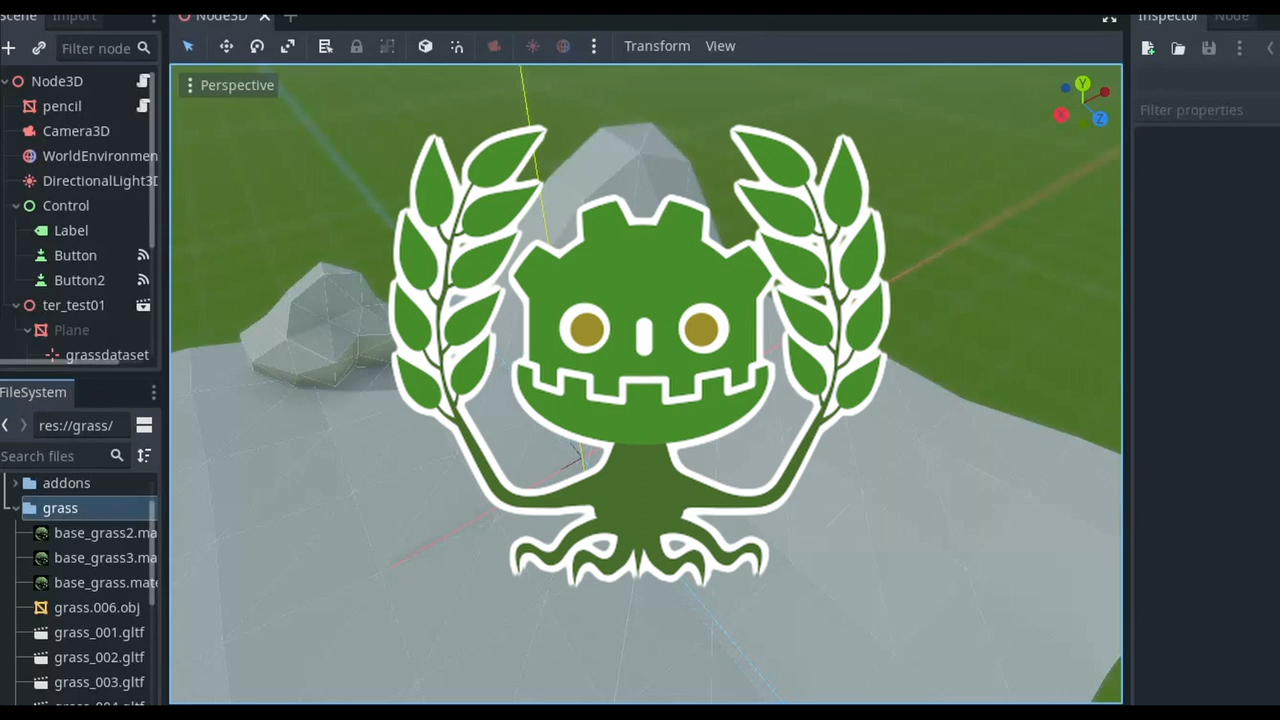 Scene Import
Node3D
Inspector Node
Filter node
Transform View
Node3D
pencil
Camera3D
WorldEnvironmen
DirectionalLight3D
Control
Label
Button
Button2
ter_test01
Plane
grassdataset
FileSystem
res://grass/
Search files
addons
grass
base_grass2.ma
base_grass3.ma
base_grass.mate
grass.006.obj
grass_001.gltf
grass_002.gltf
grass_003.gltf
Perspective
Y
X
Z
Filter properties